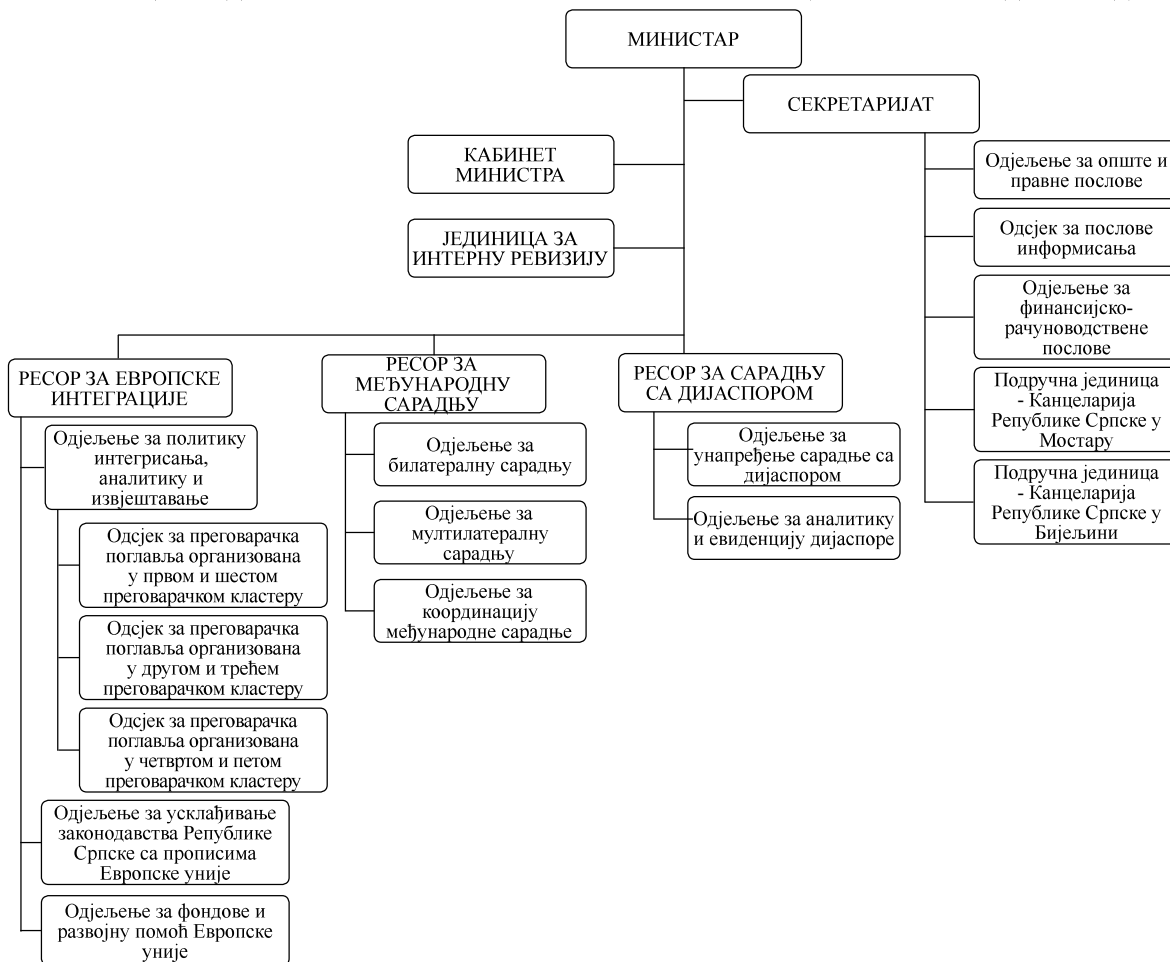 МИНИСТАР
СЕКРЕТАРИЈАТ
КАБИНЕТ
МИНИСТРА
ЈЕДИНИЦА ЗА
ИНТЕРНУ РЕВИЗИЈУ
Одјељење за опште и
правне послове
Одсјек за послове
информисања
Одјељење за
финансијско-
рачуноводствене
послове
Подручна јединица
- Канцеларија
Републике Српске у
Мостару
Подручна јединица
- Канцеларија
Републике Српске у
Бијељини
РЕСОР ЗА ЕВРОПСКЕ
ИНТЕГРАЦИЈЕ
Одјељење за политику
интегрисања,
аналитику и
извјештавање
Одсјек за преговарачка
поглавља организована
у првом и шестом
преговарачком кластеру
Одсјек за преговарачка
поглавља организована
у другом и трећем
преговарачком кластеру
Одсјек за преговарачка
поглавља организована
у четвртом и петом
преговарачком кластеру
Одјељење за усклађивање
законодавства Републике
Српске са прописима
Европске уније
Одјељење за фондове и
развојну помоћ Европске
уније
РЕСОР ЗА
МЕЂУНАРОДНУ
САРАДЊУ
Одјељење за
билатералну сарадњу
Одјељење за
мултилатералну
сарадњу
Одјељење за
координацију
међународне сарадње
РЕСОР ЗА САРАДЊУ
СА ДИЈАСПОРОМ
Одјељење за
унапређење сарадње са
дијаспором
Одјељење за аналитику
и евиденцију дијаспоре